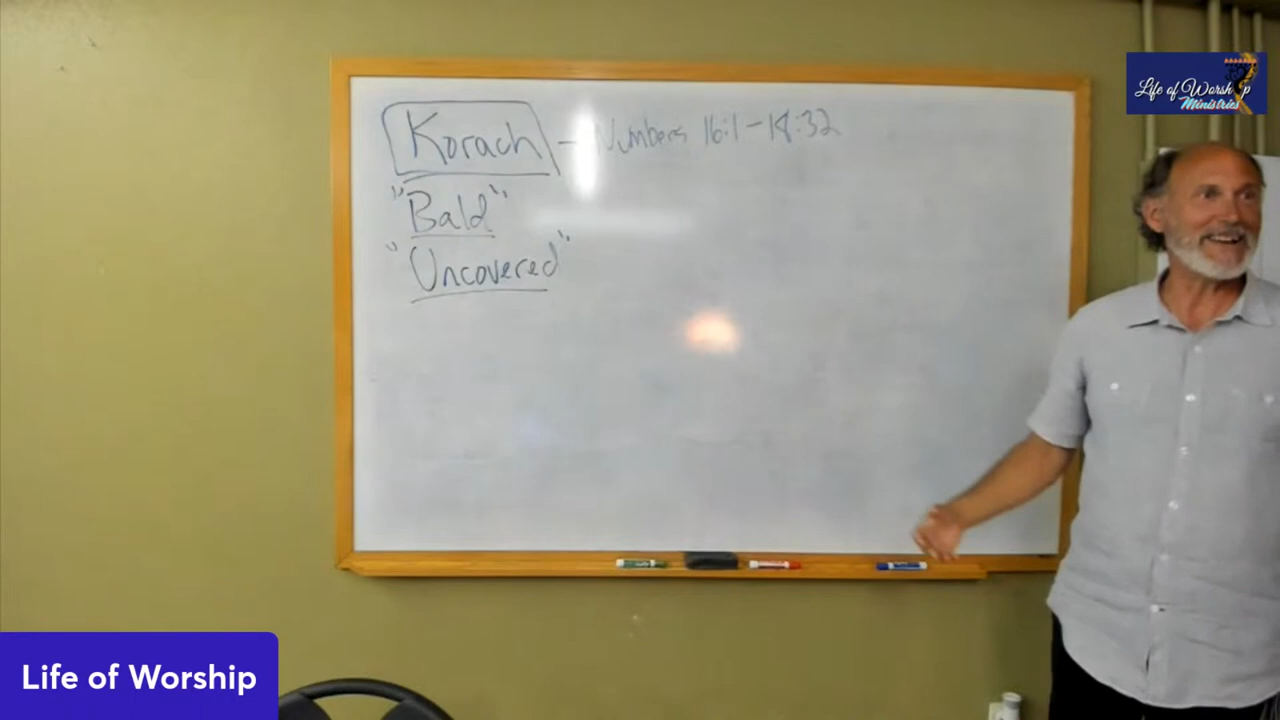 Korach - Numbers 16:1-18:32
"Bald"
"Uncovered"
Life of Worship
Ministries
Life of Worship